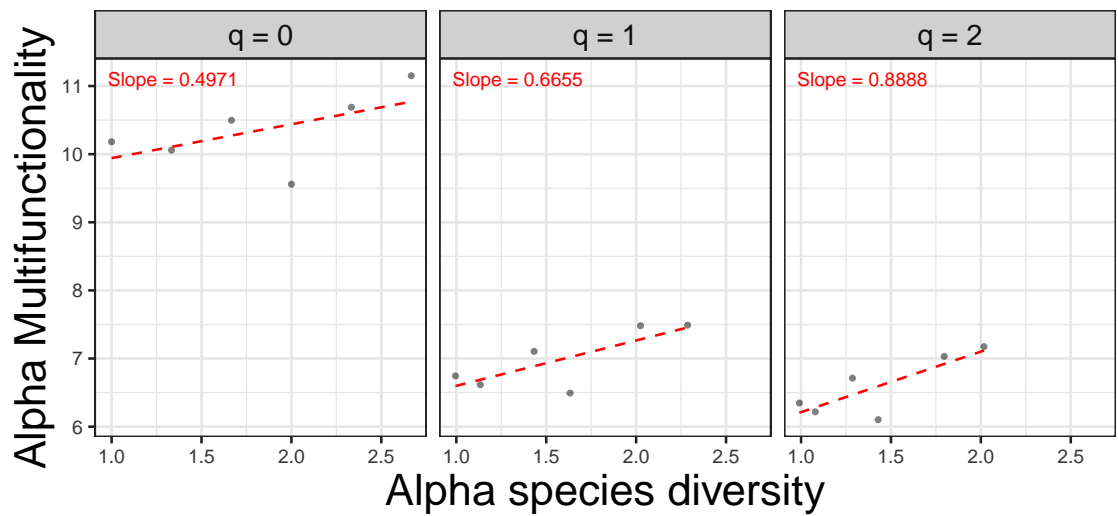 q = 0
q = 1
q = 2
Slope = 0.4971
Slope = 0.6655
Slope = 0.8888
Alpha Multifunctionality
11
10
9
8
7
6
1.0 1.5 2.0 2.5
1.0 1.5 2.0 2.5
1.0 1.5 2.0 2.5
Alpha species diversity